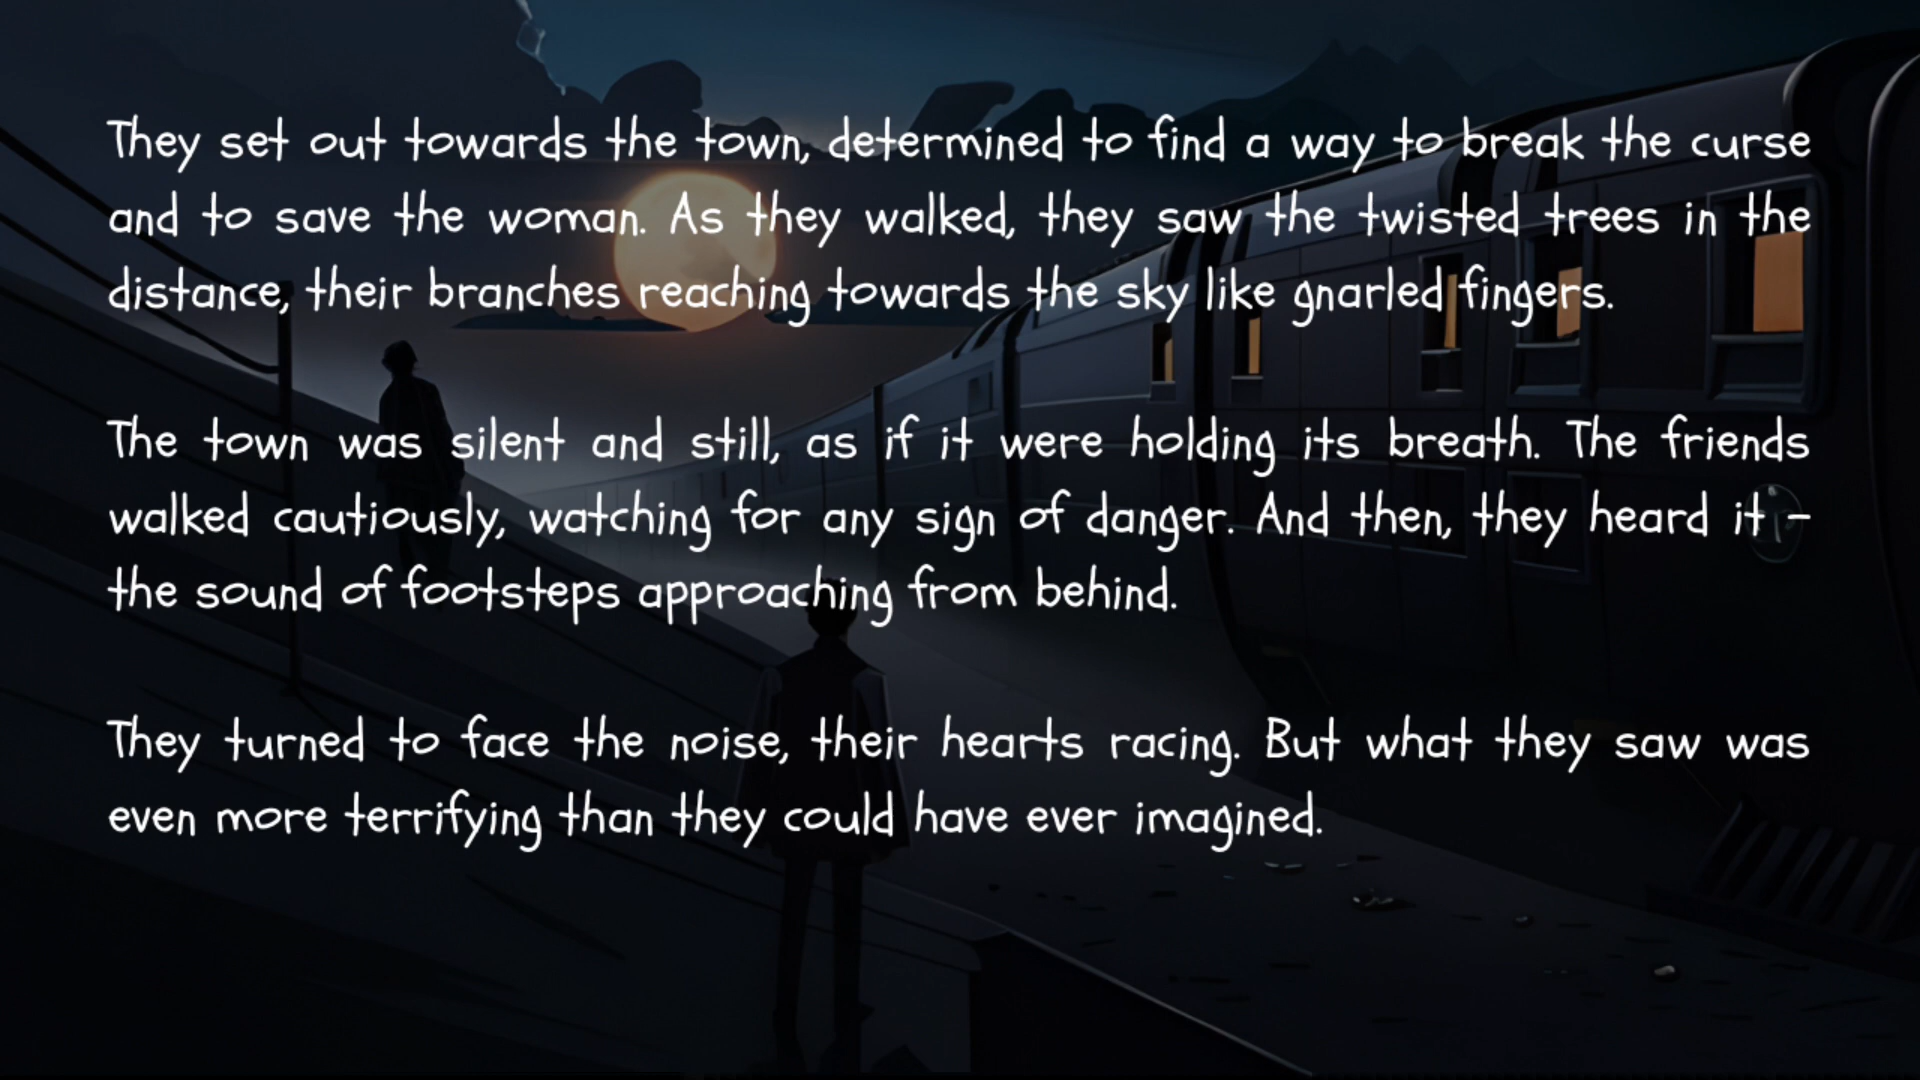 They set out towards the town, determined to find a way to break the curse
and to save the woman. As they walked, they saw the twisted trees in the
distance, their branches reaching towards the sky like gnarled fingers.
The town was silent and still, as if it were holding its breath. The friends
walked cautiously, watching for any sign of danger. And then, they heard it -
the sound of footsteps approaching from behind.
They turned to face the noise, their hearts racing. But what they saw was
even more terrifying than they could have ever imagined.